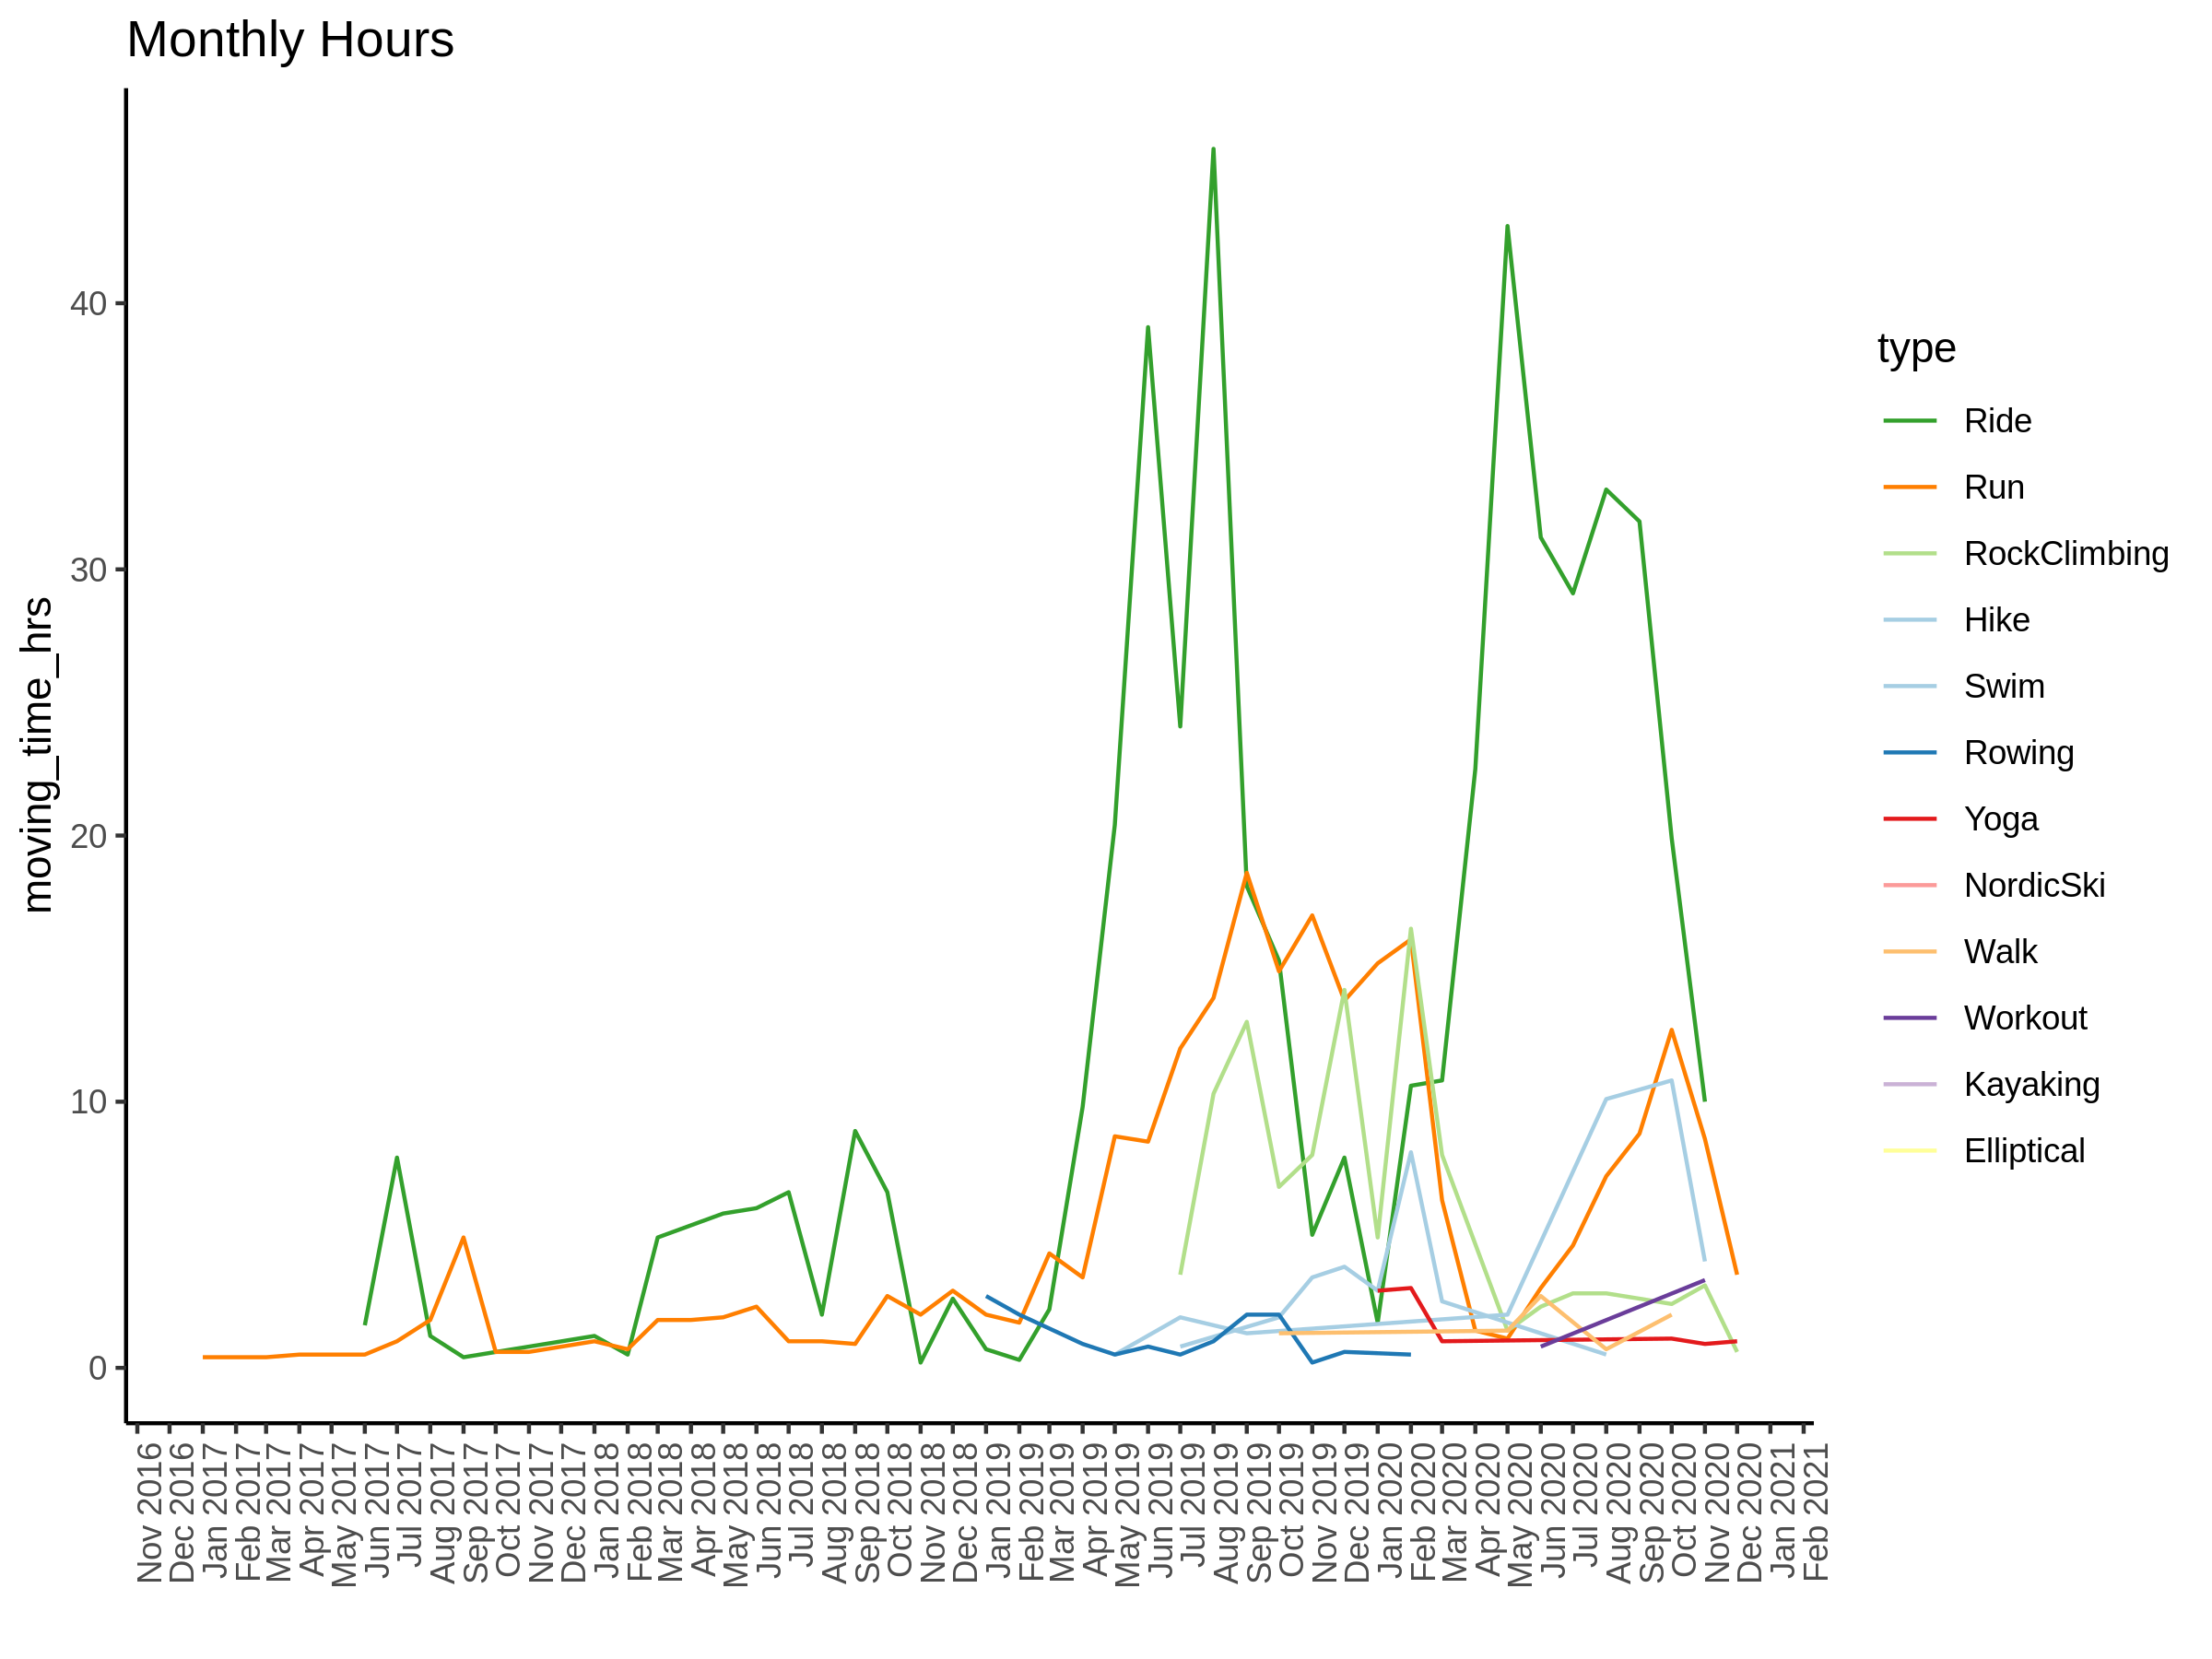 Monthly Hours
moving_time_hrs
40
30
20
10
0
Nov 2016
Dec 2016
Jan 2017
Feb 2017
Mar 2017
Apr 2017
May 2017
Jun 2017
Jul 2017
Aug 2017
Sep 2017
Oct 2017
Nov 2017
Dec 2017
Jan 2018
Feb 2018
Mar 2018
Apr 2018
May 2018
Jun 2018
Jul 2018
Aug 2018
Sep 2018
Oct 2018
Nov 2018
Dec 2018
Jan 2019
Feb 2019
Mar 2019
Apr 2019
May 2019
Jun 2019
Jul 2019
Aug 2019
Sep 2019
Oct 2019
Nov 2019
Dec 2019
Jan 2020
Feb 2020
Mar 2020
Apr 2020
May 2020
Jun 2020
Jul 2020
Aug 2020
Sep 2020
Oct 2020
Nov 2020
Dec 2020
Jan 2021
Feb 2021
type
Ride
Run
RockClimbing
Hike
Swim
Rowing
Yoga
NordicSki
Walk
Workout
Kayaking
Elliptical